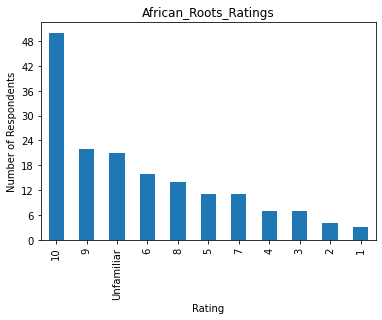 African_Roots_Ratings
Number of Respondents
48
42
36
30
24
18
12
6
0
10 9 Unfamiliar 6 8 5 7 4 3 2 1
Rating